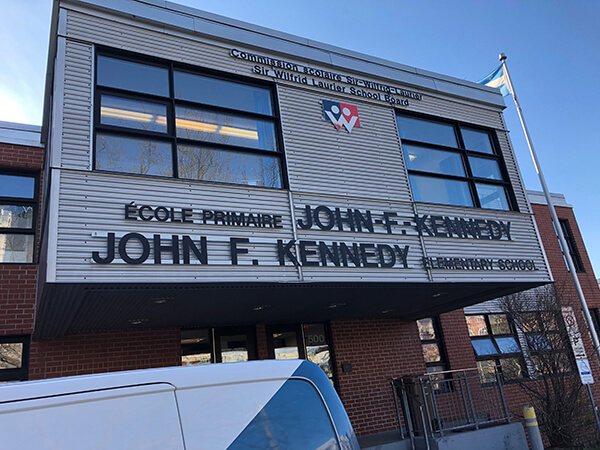 Commission scolaire Sir-Wilfrid-Laurier
Sir Wilfrid Laurier School Board
ÉCOLE PRIMAIRE JOHN F. KENNEDY
JOHN F. KENNEDY ELEMENTARY SCHOOL
500